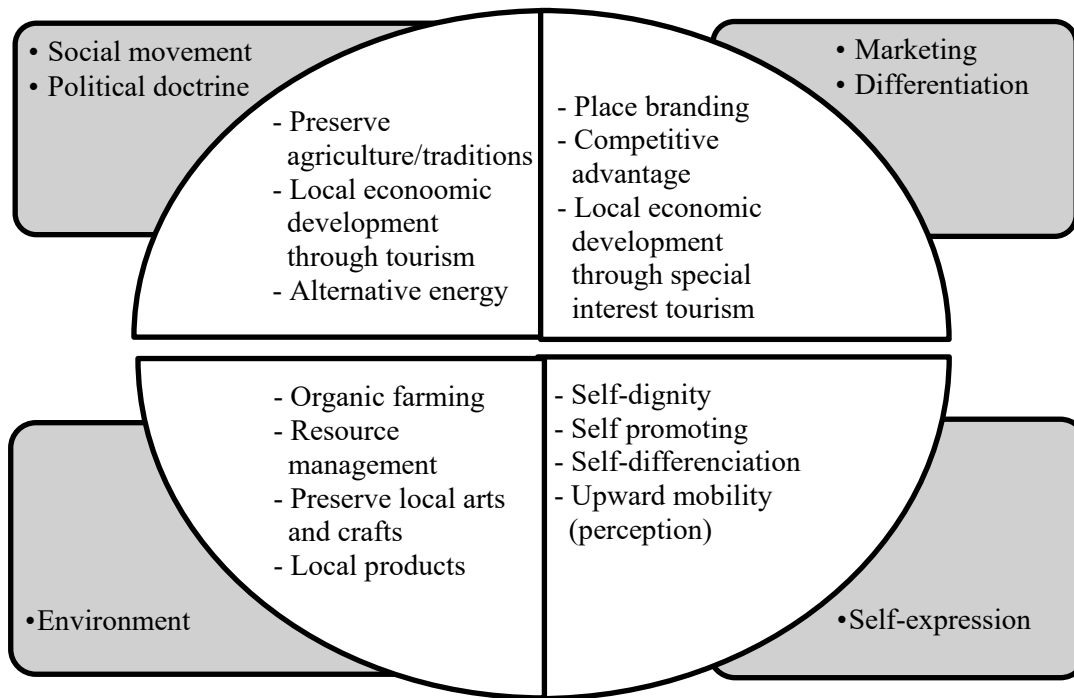 • Social movement
• Political doctrine
- Preserve
agriculture/traditions
- Local econoomic
development
through tourism
- Alternative energy
• Marketing
• Differentiation
- Place branding
- Competitive
advantage
- Local economic
development
through special
interest tourism
- Organic farming
- Resource
management
- Preserve local arts
and crafts
- Local products
•Environment
- Self-dignity
- Self promoting
- Self-differenciation
- Upward mobility
(perception)
•Self-expression